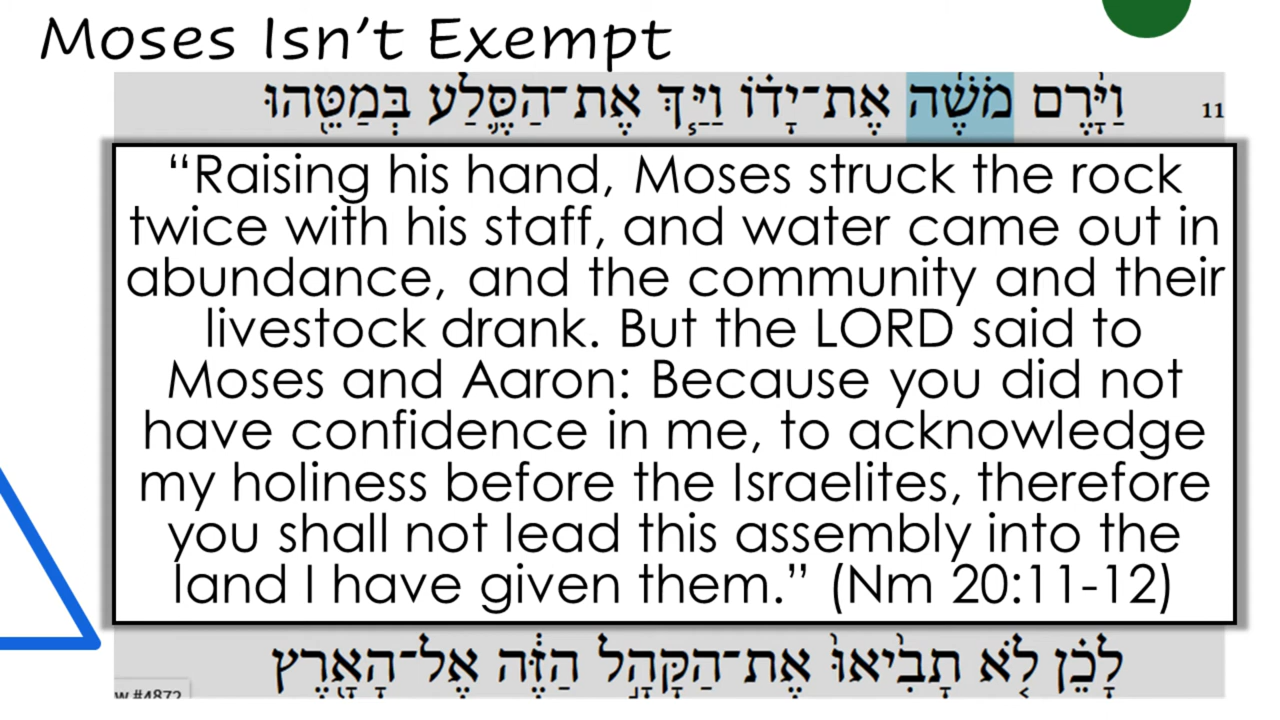 Moses Isn't Exempt
11 וַיָּ֨רֶם מֹשֶׁ֜ה אֶת־יָד֗וֹ וַיַּ֧ךְ אֶת־הַסֶּ֛לַע בְּמַטֵּ֖הוּ
“Raising his hand, Moses struck the rock
twice with his staff, and water came out in
abundance, and the community and their
livestock drank. But the LORD said to
Moses and Aaron: Because you did not
have confidence in me, to acknowledge
my holiness before the Israelites, therefore
you shall not lead this assembly into the
land I have given them.” (Nm 20:11-12)
לָכֵ֗ן לֹ֤א תָבִ֙יאוּ֙ אֶת־הַקָּהָ֣ל הַזֶּ֔ה אֶל־הָאָ֖רֶץ
w #4872